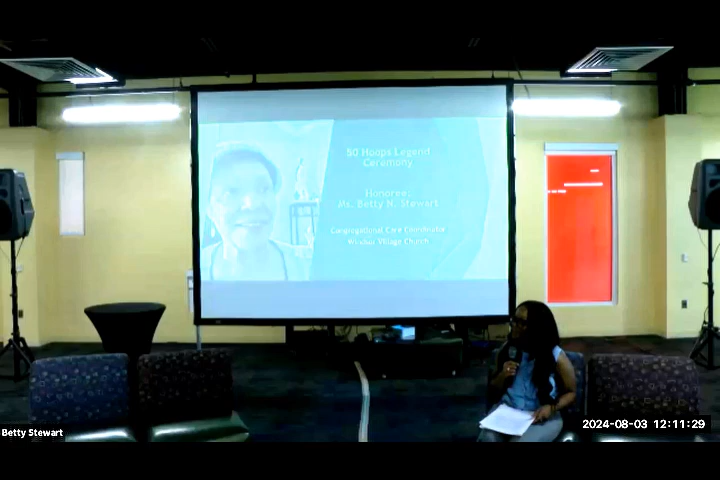 50 Hoops Legend
Ceremony
Honoree:
Ms. Betty N. Stewart
Congregational Care Coordinator
Windsor Village Church
Betty Stewart
2024-08-03 12:11:29